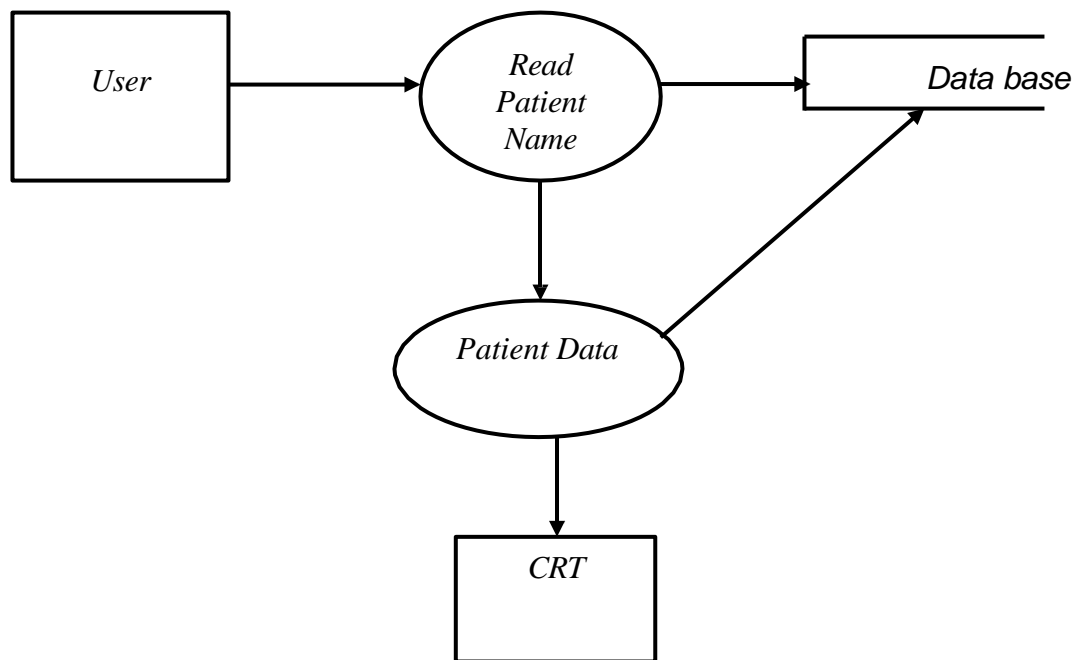 User
Read
Patient
Name
Data base
Patient Data
CRT